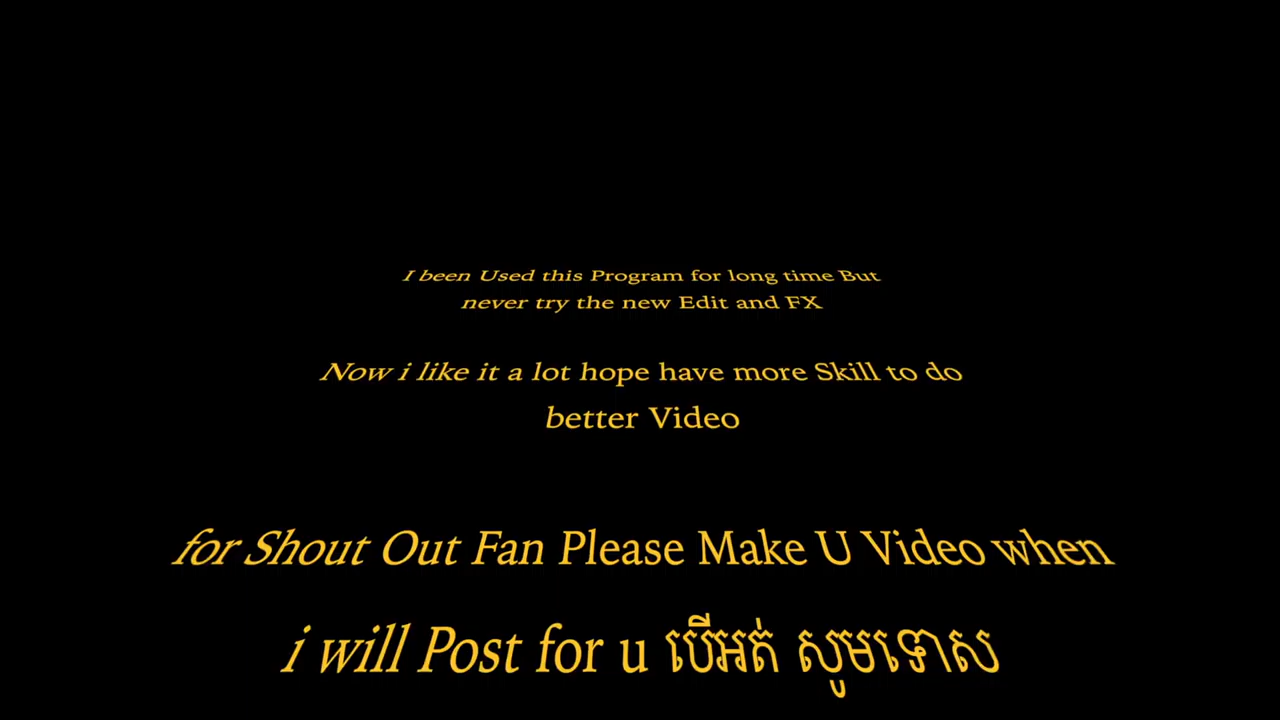 I been Used this Program for long time But
never try the new Edit and FX
Now i like it a lot hope have more Skill to do
better Video
for Shout Out Fan Please Make U Video when
i will Post for u បើអត់ សូមទោស